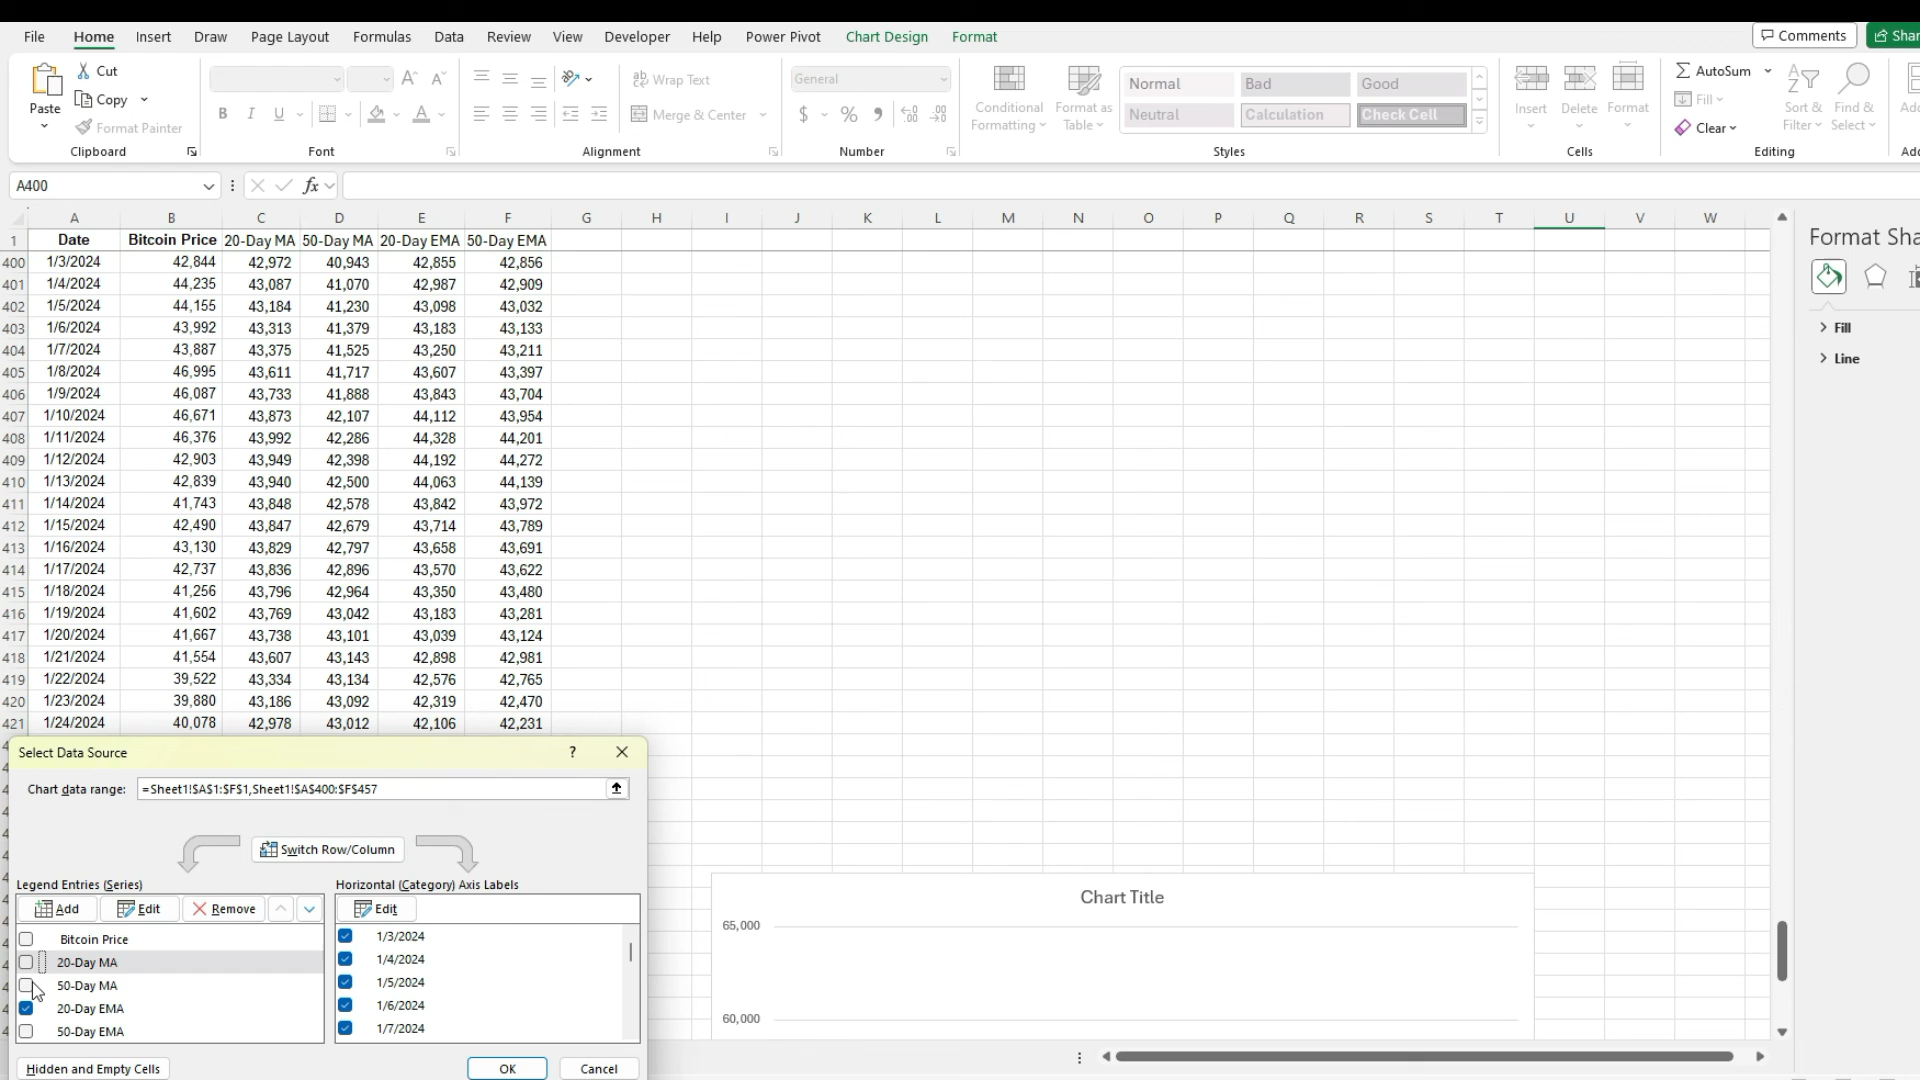 File Home Insert Draw Page Layout Formulas Data Review View Developer Help Power Pivot Chart Design Format Comments
Paste Cut Copy Format Painter Clipboard
B I U Font
Wrap Text Merge & Center Alignment
General $ % Number
Conditional Formatting Format as Table Normal Bad Good Neutral Calculation Check Cell Styles
Insert Delete Format Cells
AutoSum Fill Clear Sort & Filter Find & Select Editing
A400 fx
A B C D E F G H I J K L M N O P Q R S T U V W
1 Date Bitcoin Price 20-Day MA 50-Day MA 20-Day EMA 50-Day EMA
400 1/3/2024 42,844 42,972 40,943 42,855 42,856
401 1/4/2024 44,235 43,087 41,070 42,987 42,909
402 1/5/2024 44,155 43,184 41,230 43,098 43,032
403 1/6/2024 43,992 43,313 41,379 43,183 43,133
404 1/7/2024 43,887 43,375 41,525 43,250 43,211
405 1/8/2024 46,995 43,611 41,717 43,607 43,397
406 1/9/2024 46,087 43,733 41,888 43,843 43,704
407 1/10/2024 46,671 43,873 42,107 44,112 43,954
408 1/11/2024 46,376 43,992 42,286 44,328 44,201
409 1/12/2024 42,903 43,949 42,398 44,192 44,272
410 1/13/2024 42,839 43,940 42,500 44,063 44,139
411 1/14/2024 41,743 43,848 42,578 43,842 43,972
412 1/15/2024 42,490 43,847 42,679 43,714 43,789
413 1/16/2024 43,130 43,829 42,797 43,658 43,691
414 1/17/2024 42,737 43,836 42,896 43,570 43,622
415 1/18/2024 41,256 43,796 42,964 43,350 43,480
416 1/19/2024 41,602 43,769 43,042 43,183 43,281
417 1/20/2024 41,667 43,738 43,101 43,039 43,124
418 1/21/2024 41,554 43,607 43,143 42,898 42,981
419 1/22/2024 39,522 43,334 43,134 42,576 42,765
420 1/23/2024 39,880 43,186 43,092 42,319 42,470
421 1/24/2024 40,078 42,978 43,012 42,106 42,231
Fill
Line
Select Data Source ?
Chart data range: =Sheet1!$A$1:$F$1,Sheet1!$A$400:$F$457
Switch Row/Column
Legend Entries (Series) Horizontal (Category) Axis Labels
Add Edit Remove Edit
Bitcoin Price 1/3/2024
20-Day MA 1/4/2024
50-Day MA 1/5/2024
20-Day EMA 1/6/2024
50-Day EMA 1/7/2024
Hidden and Empty Cells OK Cancel
Chart Title
65,000
60,000